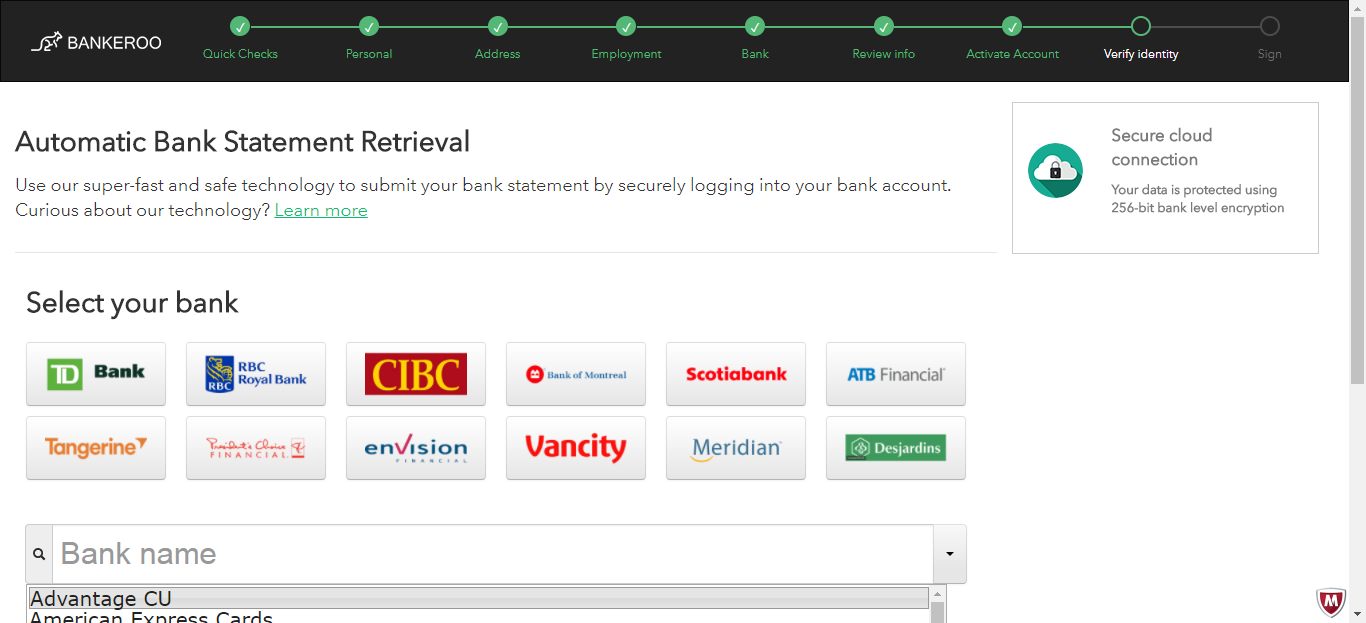 BANKEROO
Quick Checks
Personal
Address
Employment
Bank
Review info
Activate Account
Verify identity
Sign
Automatic Bank Statement Retrieval
Use our super-fast and safe technology to submit your bank statement by securely logging into your bank account.
Curious about our technology? Learn more
Secure cloud
connection
Your data is protected using
256-bit bank level encryption
Select your bank
TD Bank
RBC
RBC
Royal Bank
CIBC
Bank of Montreal
Scotiabank
ATB Financial
Tangerine
President's Choice
FINANCIAL
envision
FINANCIAL
Vancity
Meridian
Desjardins
Bank name
Advantage CU
American Express Cards
M